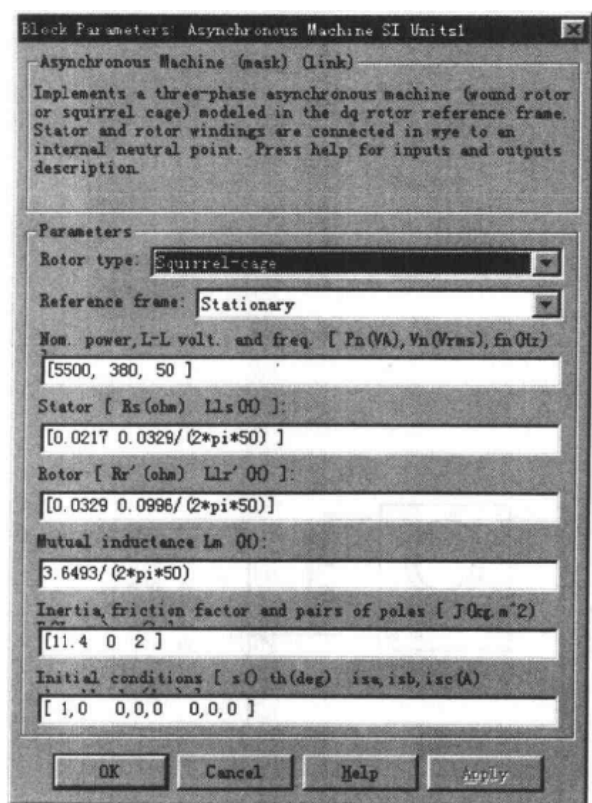 Block Parameters: Asynchronous Machine SI Units1
Asynchronous Machine (mask) (link)
Implements a three-phase asynchronous machine (wound rotor
or squirrel cage) modeled in the dq rotor reference frame.
Stator and rotor windings are connected in wye to an
internal neutral point. Press help for inputs and outputs
description.
Parameters
Rotor type: Squirrel-cage
Reference frame: Stationary
Nom. power, L-L volt. and freq. [ Pn(VA), Vn(Vrms), fn(Hz)
[5500, 380, 50 ]
Stator [ Rs(ohm) Lls(H) ]:
[0.0217 0.0329/(2*pi*50) ]
Rotor [ Rr'(ohm) Llr'(H) ]:
[0.0329 0.0996/(2*pi*50)]
Mutual inductance Lm (H):
3.6493/(2*pi*50)
Inertia, friction factor and pairs of poles [ J(kg.m^2)
[11.4 0 2 ]
Initial conditions [ s() th(deg) isa,isb,isc(A)
[ 1,0 0,0,0 0,0,0 ]
OK Cancel Help Apply